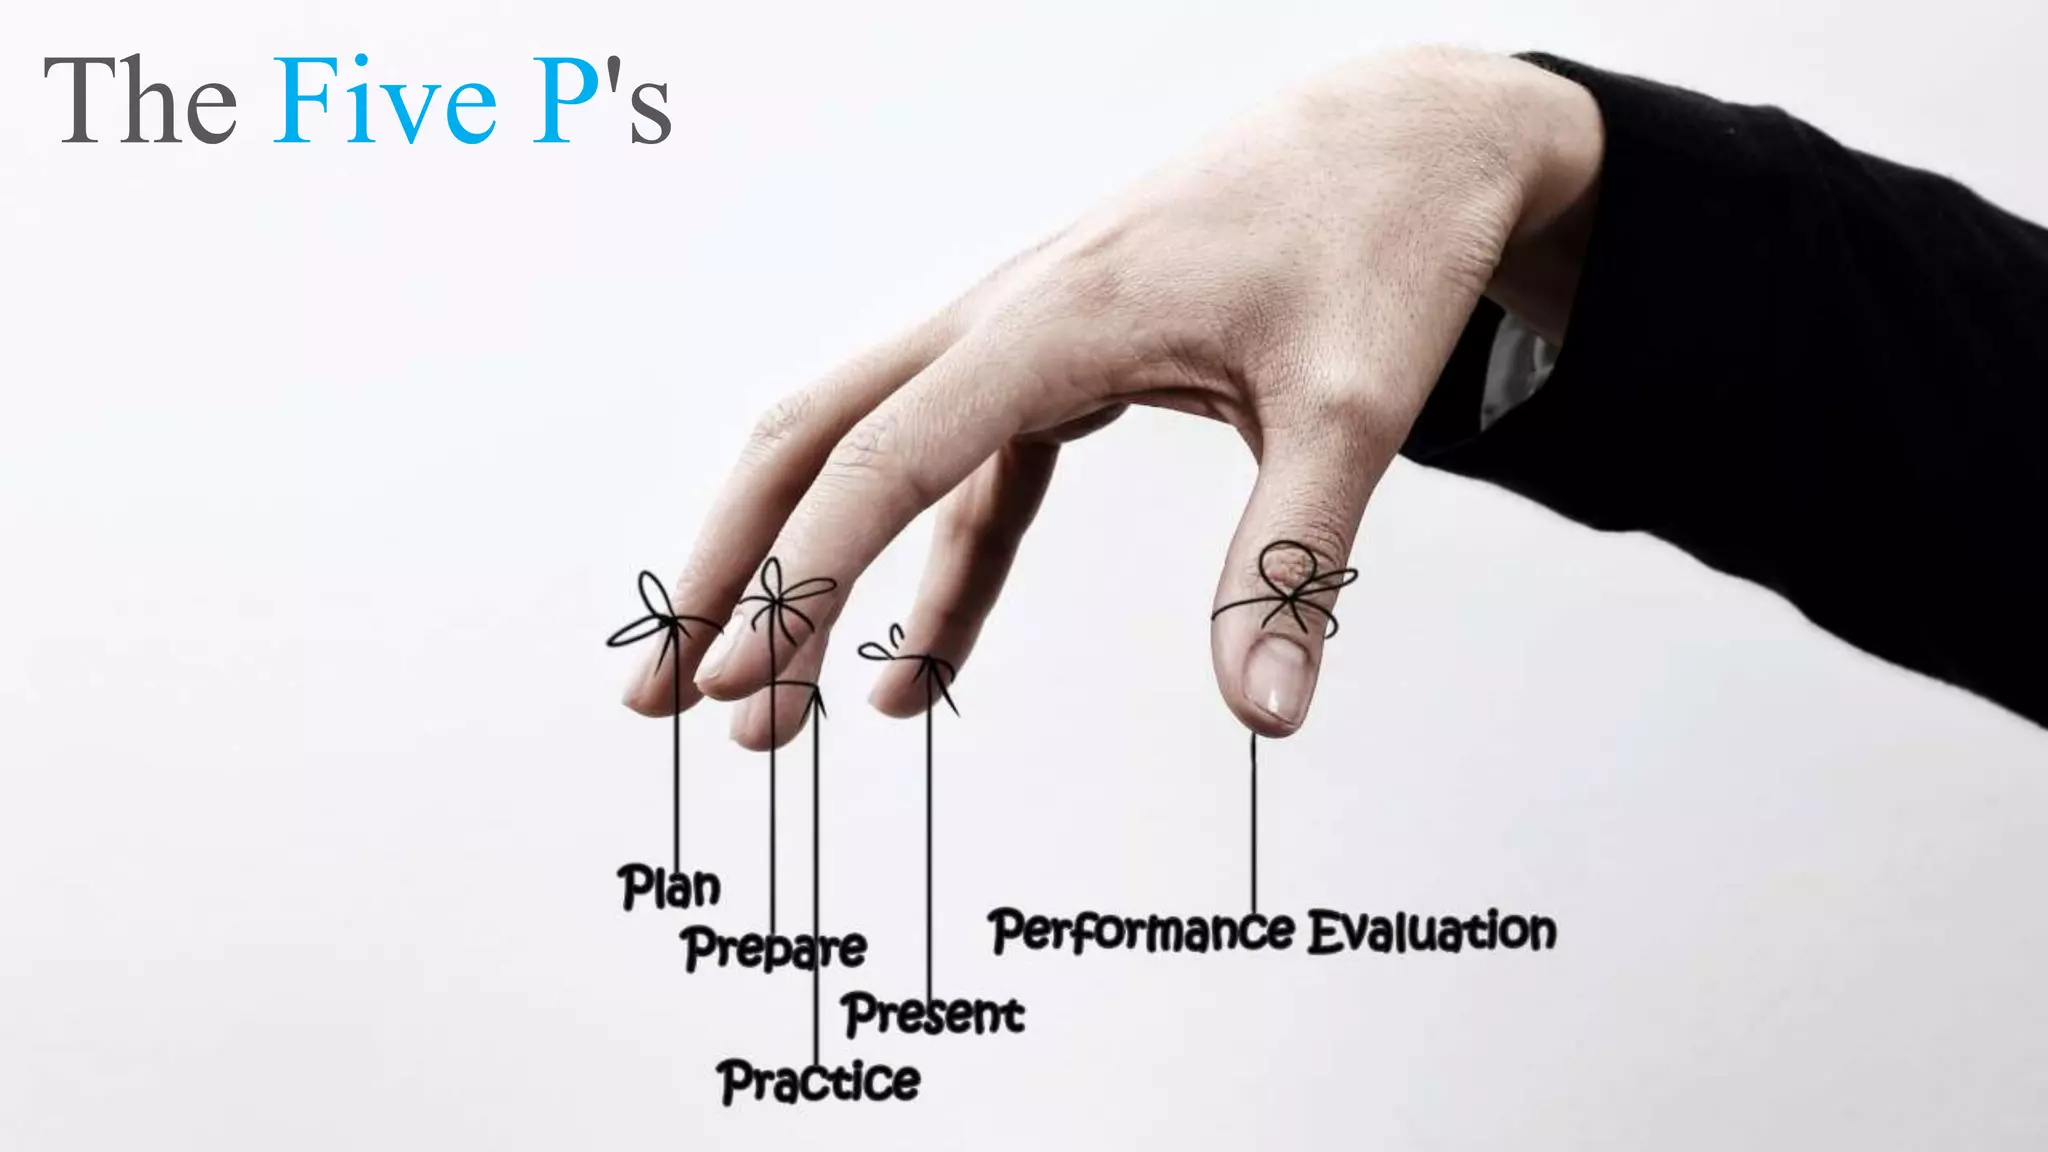 The Five P's
Plan
Prepare
Practice
Present
Performance Evaluation